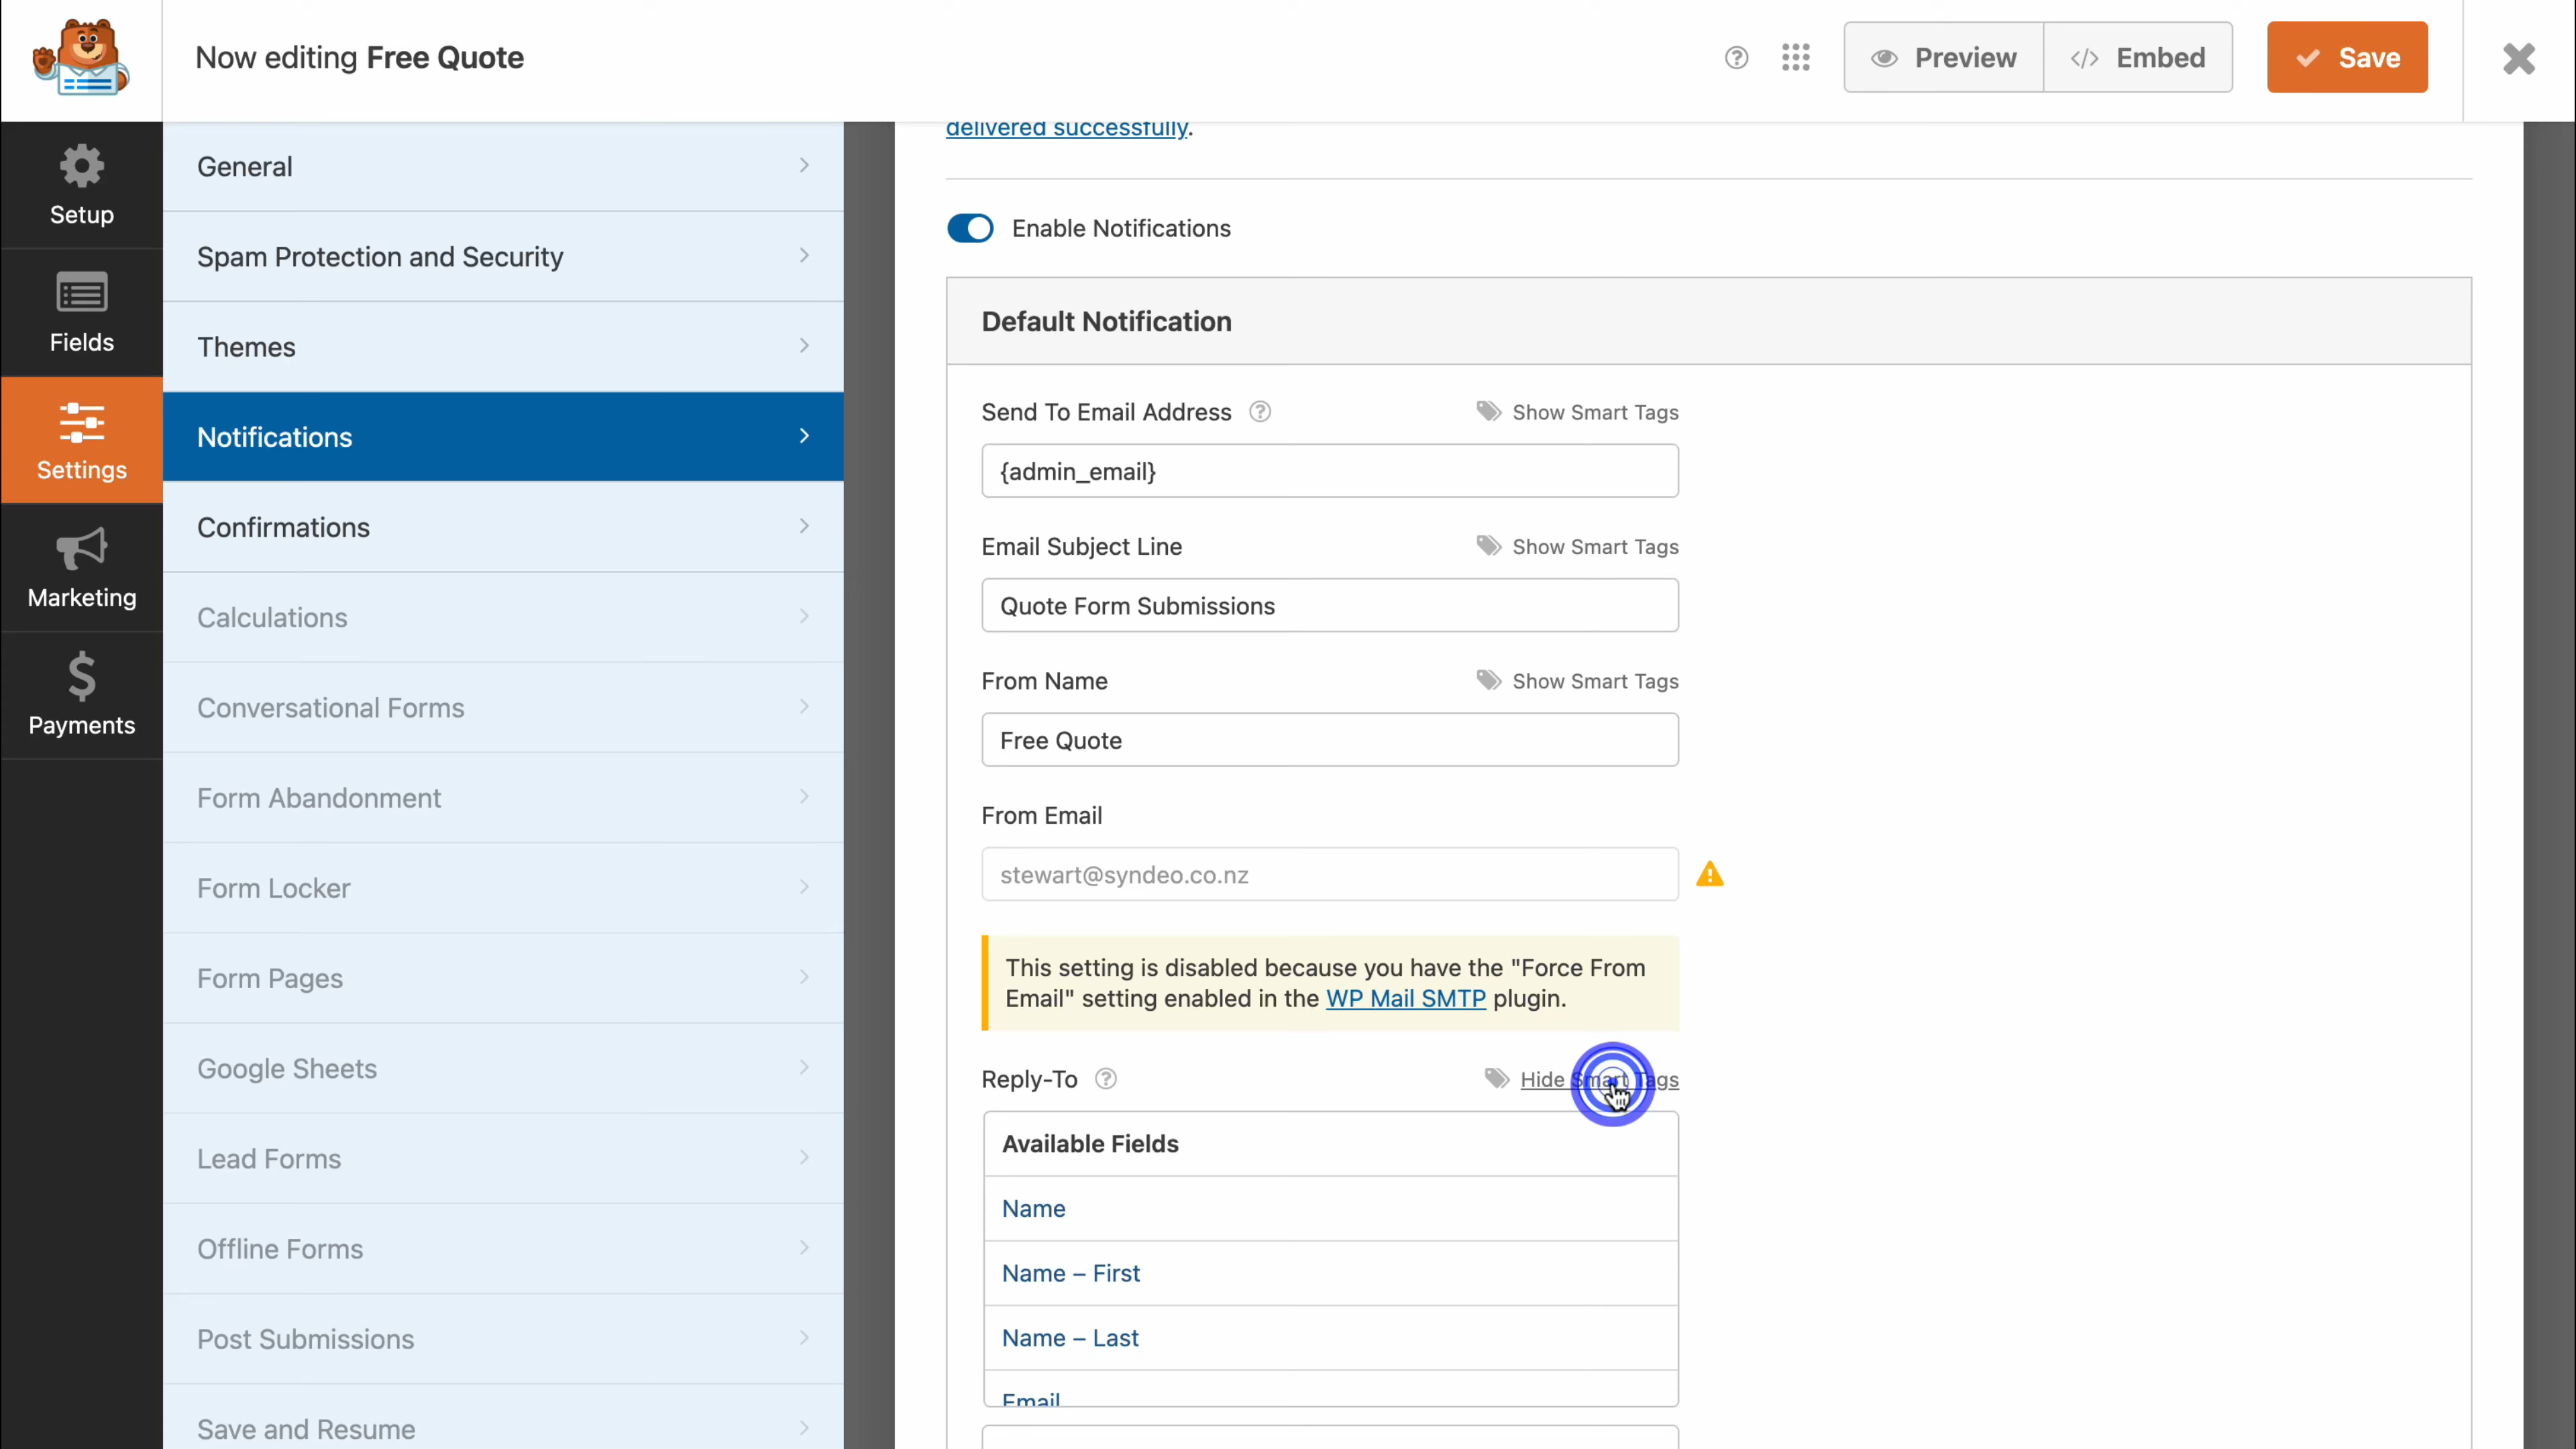 Now editing Free Quote
Preview
Embed
Save
Setup
Fields
Settings
Marketing
Payments
General
Spam Protection and Security
Themes
Notifications
Confirmations
Calculations
Conversational Forms
Form Abandonment
Form Locker
Form Pages
Google Sheets
Lead Forms
Offline Forms
Post Submissions
Save and Resume
delivered successfully.
Enable Notifications
Default Notification
Send To Email Address
Show Smart Tags
{admin_email}
Email Subject Line
Show Smart Tags
Quote Form Submissions
From Name
Show Smart Tags
Free Quote
From Email
stewart@syndeo.co.nz
This setting is disabled because you have the "Force From
Email" setting enabled in the WP Mail SMTP plugin.
Reply-To
Hide Smart Tags
Available Fields
Name
Name – First
Name – Last
Email